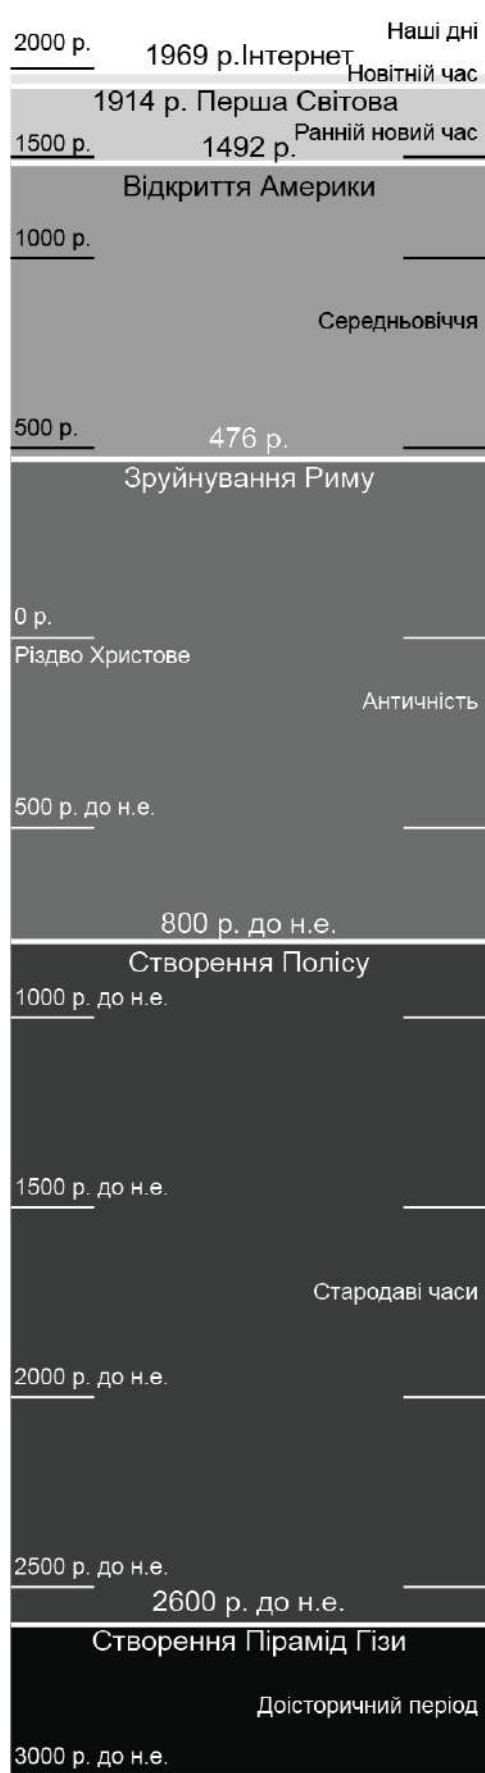 Наші дні
2000 р.
1969 р.Інтернет
Новітній час
1914 р. Перша Світова
Ранній новий час
1500 р.
1492 р.
Відкриття Америки
1000 р.
Середньовіччя
500 р.
476 р.
Зруйнування Риму
0 р.
Різдво Христове
Античність
500 р. до н.е.
800 р. до н.е.
Створення Полісу
1000 р. до н.е.
1500 р. до н.е.
Стародаві часи
2000 р. до н.е.
2500 р. до н.е.
2600 р. до н.е.
Створення Пірамід Гізи
Доісторичний період
3000 р. до н.е.